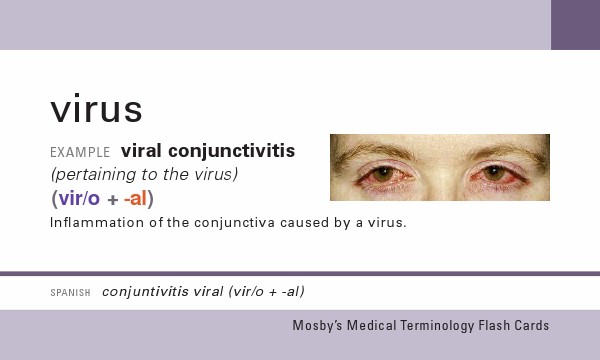 virus
EXAMPLE viral conjunctivitis
(pertaining to the virus)
(vir/o + -al)
Inflammation of the conjunctiva caused by a virus.
SPANISH conjuntivitis viral (vir/o + -al)
Mosby's Medical Terminology Flash Cards